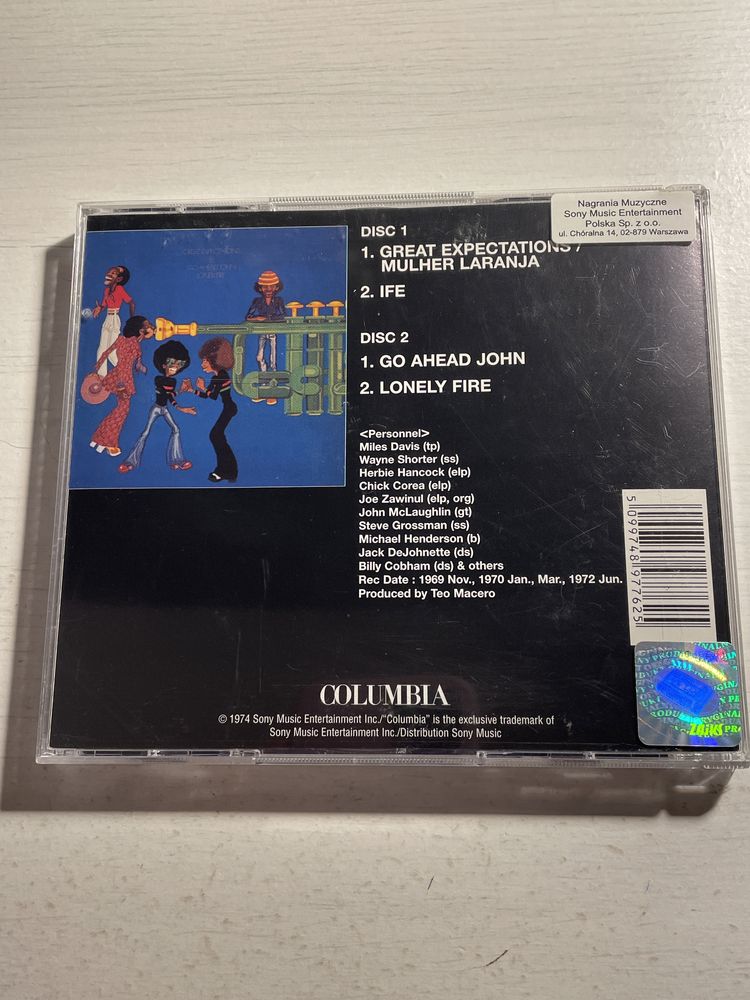 Nagrania Muzyczne
Sony Music Entertainment
Polska Sp. z o.o.
ul. Chóralna 14, 02-879 Warszawa
DISC 1
1. GREAT EXPECTATIONS /
MULHER LARANJA
2. IFE
DISC 2
1. GO AHEAD JOHN
2. LONELY FIRE
<Personnel>
Miles Davis (tp)
Wayne Shorter (ss)
Herbie Hancock (elp)
Chick Corea (elp)
Joe Zawinul (elp, org)
John McLaughlin (gt)
Steve Grossman (ss)
Michael Henderson (b)
Jack DeJohnette (ds)
Billy Cobham (ds) & others
Rec Date : 1969 Nov., 1970 Jan., Mar., 1972 Jun.
Produced by Teo Macero
5099748977625
COLUMBIA
© 1974 Sony Music Entertainment Inc./"Columbia" is the exclusive trademark of
Sony Music Entertainment Inc./Distribution Sony Music